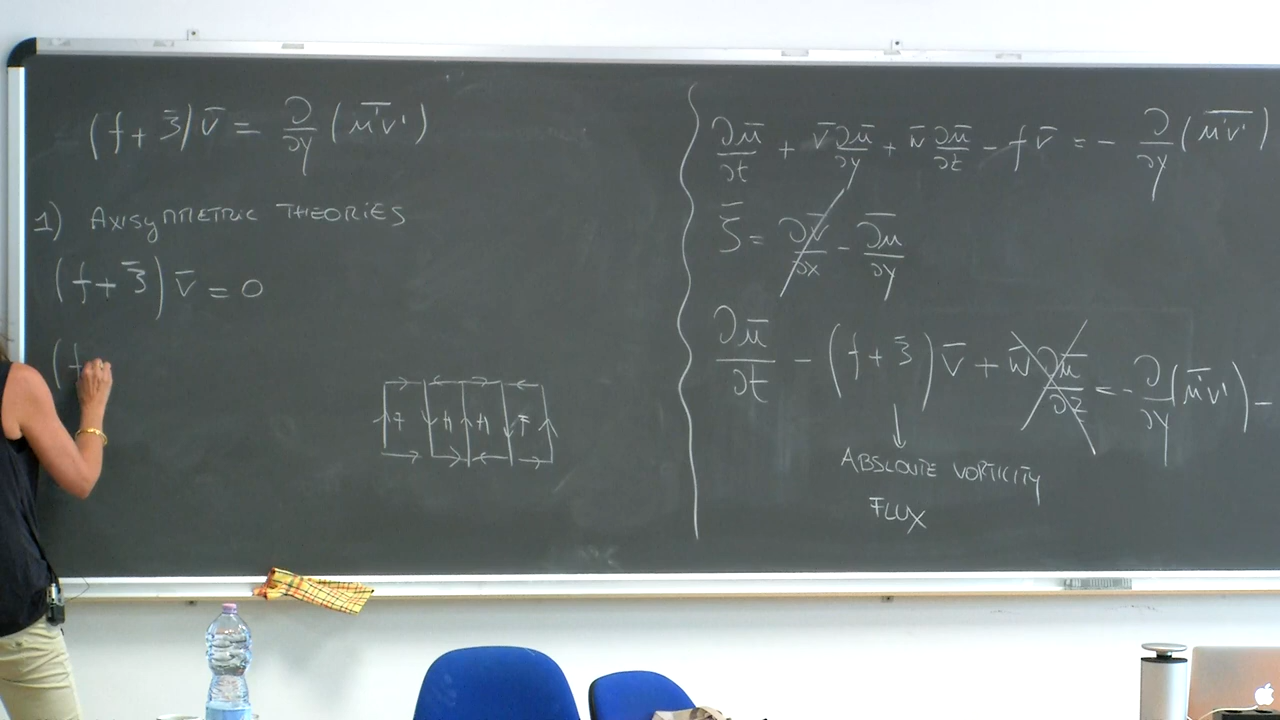 (f + ζ̄) v̄ = ∂/∂y (u'v')‾
1) AXISYMMETRIC THEORIES
(f + ζ̄) v̄ = 0
(f
∂ū/∂t + v̄ ∂ū/∂y + w̄ ∂ū/∂t - f v̄ = - ∂/∂y (u'v')‾
ζ̄ = ∂v̄/∂x - ∂ū/∂y
∂ū/∂t - (f + ζ̄) v̄ + w̄ ∂ū/∂z = - ∂/∂y (u'v')‾ -
ABSOLUTE VORTICITY
FLUX